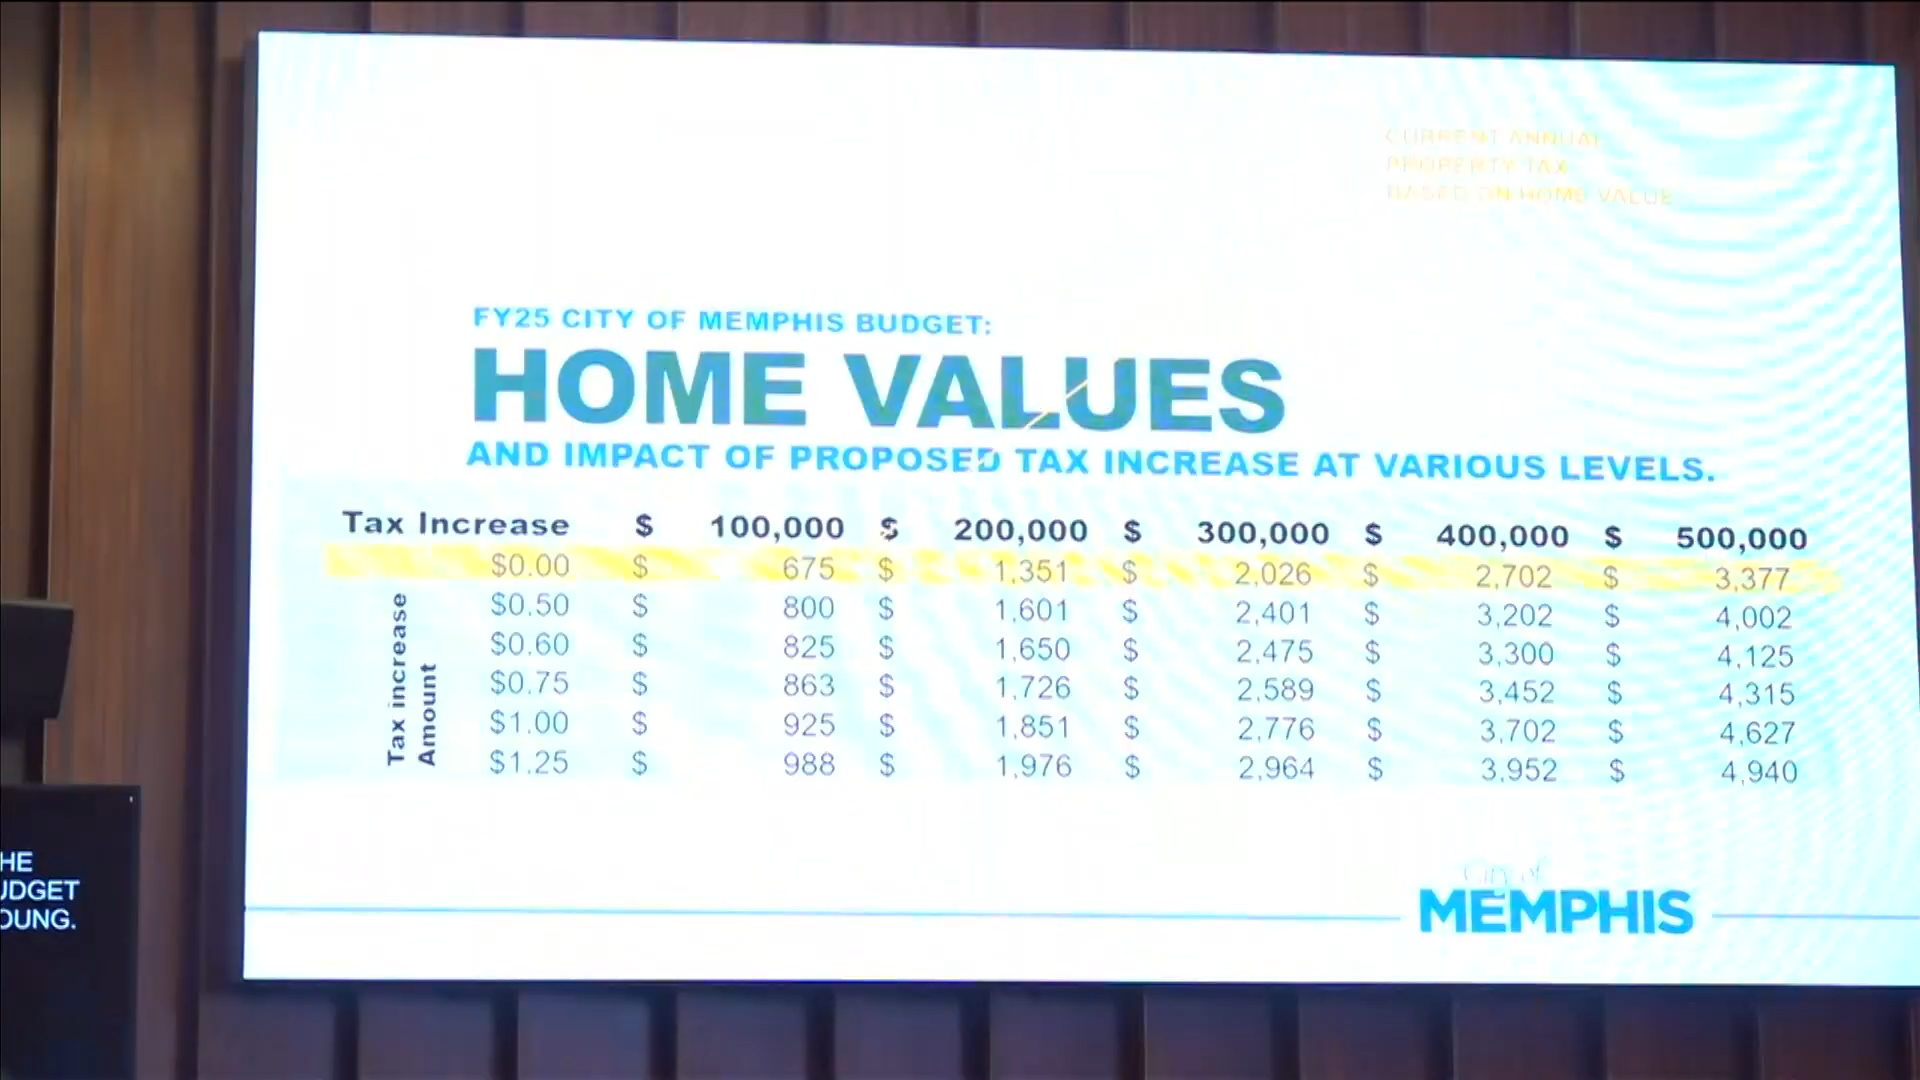 CURRENT ANNUAL
PROPERTY TAX
BASED ON HOME VALUE
FY25 CITY OF MEMPHIS BUDGET:
HOME VALUES
AND IMPACT OF PROPOSED TAX INCREASE AT VARIOUS LEVELS.
Tax Increase $ 100,000 $ 200,000 $ 300,000 $ 400,000 $ 500,000
$0.00 $ 675 $ 1,351 $ 2,026 $ 2,702 $ 3,377
$0.50 $ 800 $ 1,601 $ 2,401 $ 3,202 $ 4,002
$0.60 $ 825 $ 1,650 $ 2,475 $ 3,300 $ 4,125
$0.75 $ 863 $ 1,726 $ 2,589 $ 3,452 $ 4,315
$1.00 $ 925 $ 1,851 $ 2,776 $ 3,702 $ 4,627
$1.25 $ 988 $ 1,976 $ 2,964 $ 3,952 $ 4,940
Tax increase
Amount
City of
MEMPHIS
HE
UDGET
OUNG.